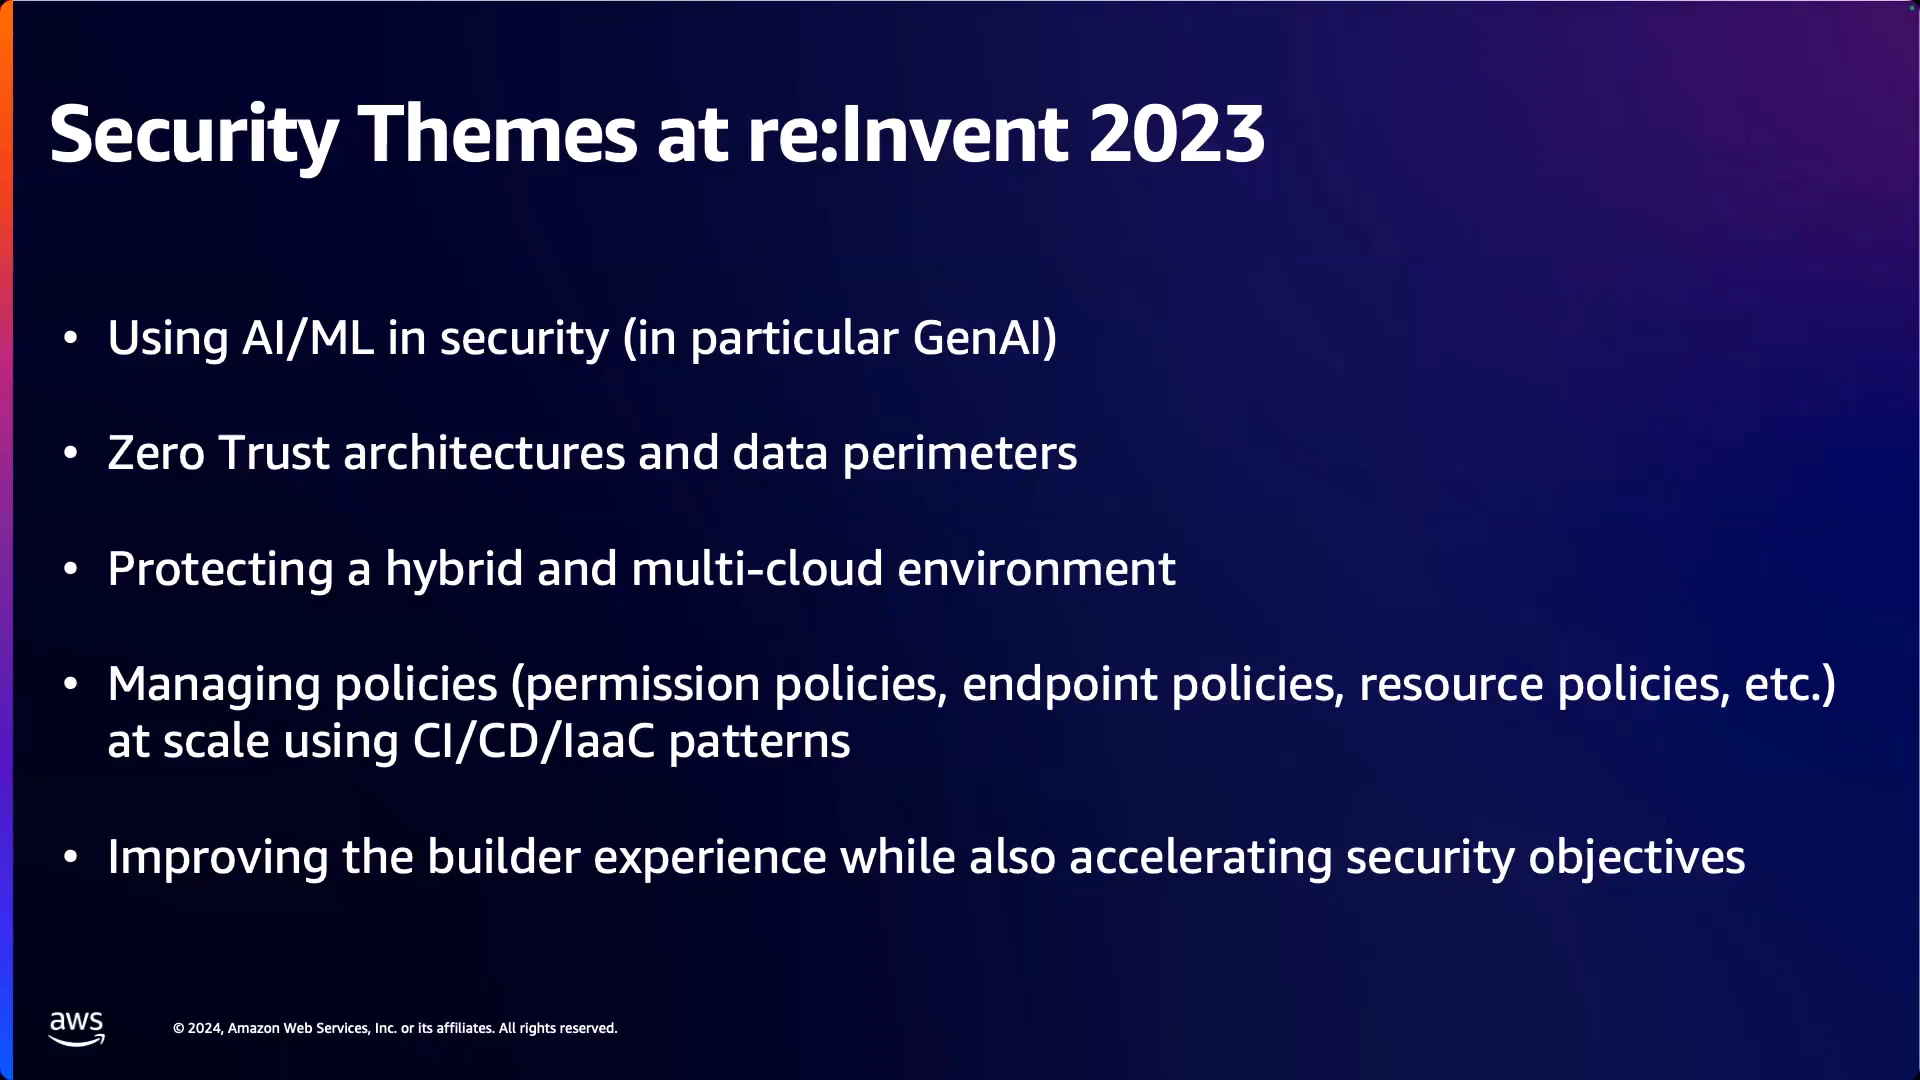 Security Themes at re:Invent 2023
• Using AI/ML in security (in particular GenAI)
• Zero Trust architectures and data perimeters
• Protecting a hybrid and multi-cloud environment
• Managing policies (permission policies, endpoint policies, resource policies, etc.)
at scale using CI/CD/IaaC patterns
• Improving the builder experience while also accelerating security objectives
aws
© 2024, Amazon Web Services, Inc. or its affiliates. All rights reserved.